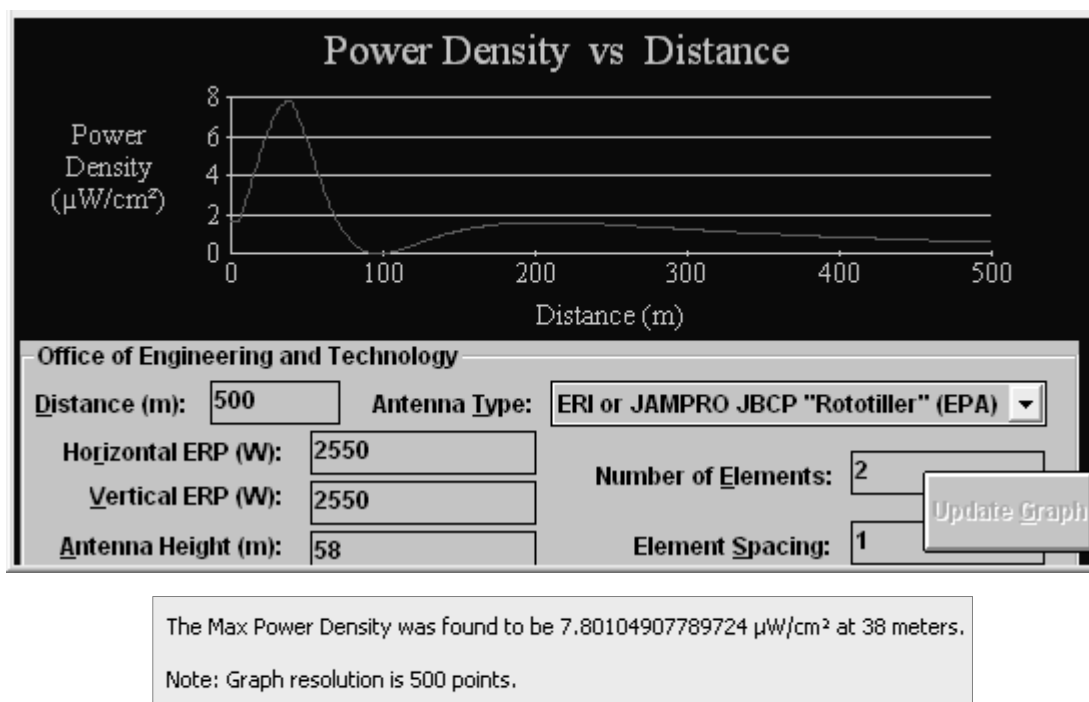 Power Density vs Distance
Power
Density
(µW/cm²)
8
6
4
2
0
0 100 200 300 400 500
Distance (m)
Office of Engineering and Technology
Distance (m): 500 Antenna Type: ERI or JAMPRO JBCP "Rototiller" (EPA)
Horizontal ERP (W): 2550
Number of Elements: 2
Vertical ERP (W): 2550
Update Graph
Antenna Height (m): 58 Element Spacing: 1
The Max Power Density was found to be 7.80104907789724 µW/cm² at 38 meters.
Note: Graph resolution is 500 points.